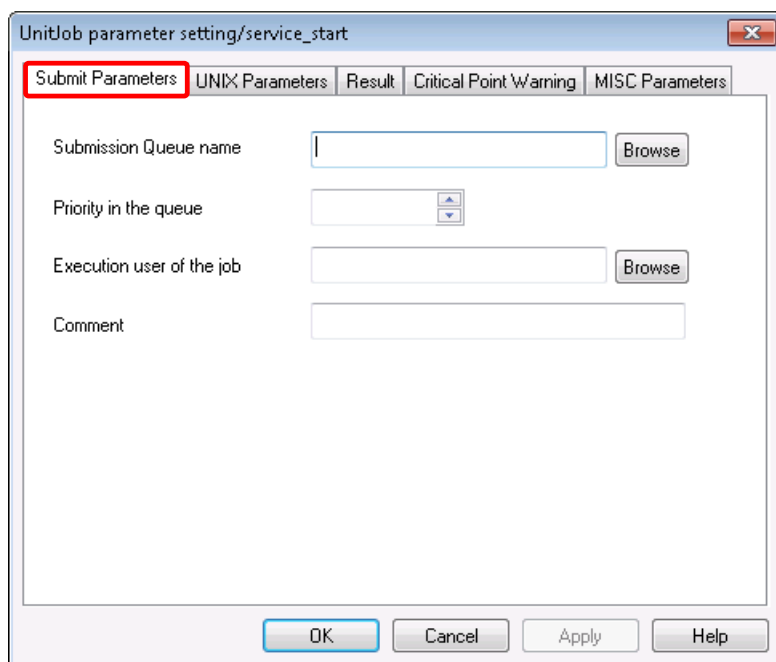 UnitJob parameter setting/service_start
Submit Parameters UNIX Parameters Result Critical Point Warning MISC Parameters
Submission Queue name Browse
Priority in the queue
Execution user of the job Browse
Comment
OK Cancel Apply Help